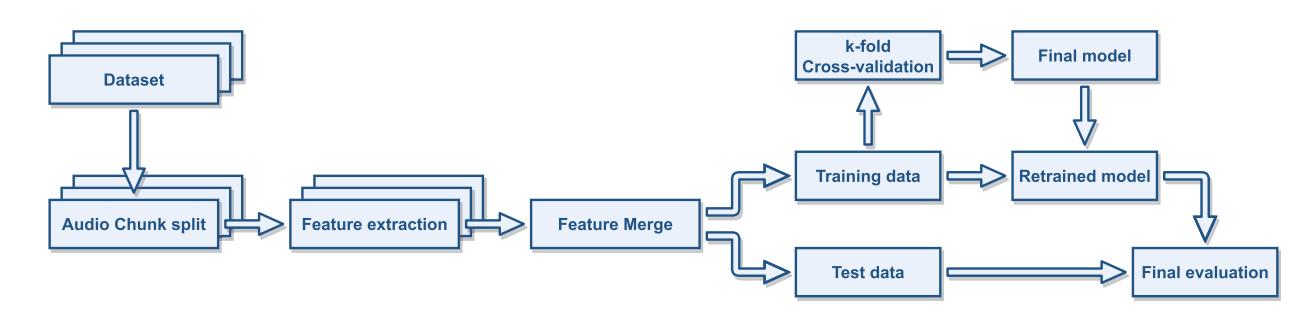 Dataset
Audio Chunk split
Feature extraction
Feature Merge
k-fold
Cross-validation
Final model
Training data
Retrained model
Test data
Final evaluation